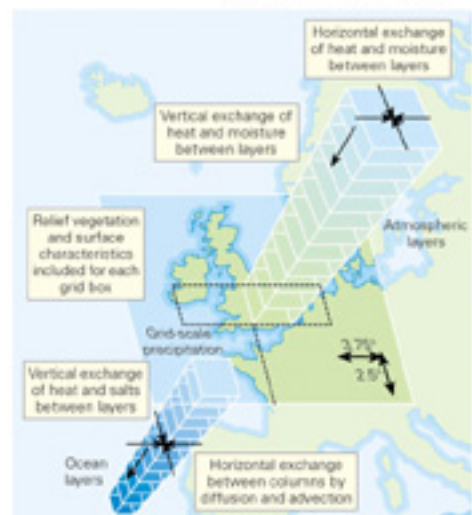 Horizontal exchange
of heat and moisture
between layers
Vertical exchange of
heat and moisture
between layers
Relief vegetation
and surface
characteristics
included for each
grid box
Atmospheric
layers
Grid-scale
precipitation
3.75°
2.5°
Vertical exchange
of heat and salts
between layers
Ocean
layers
Horizontal exchange
between columns by
diffusion and advection